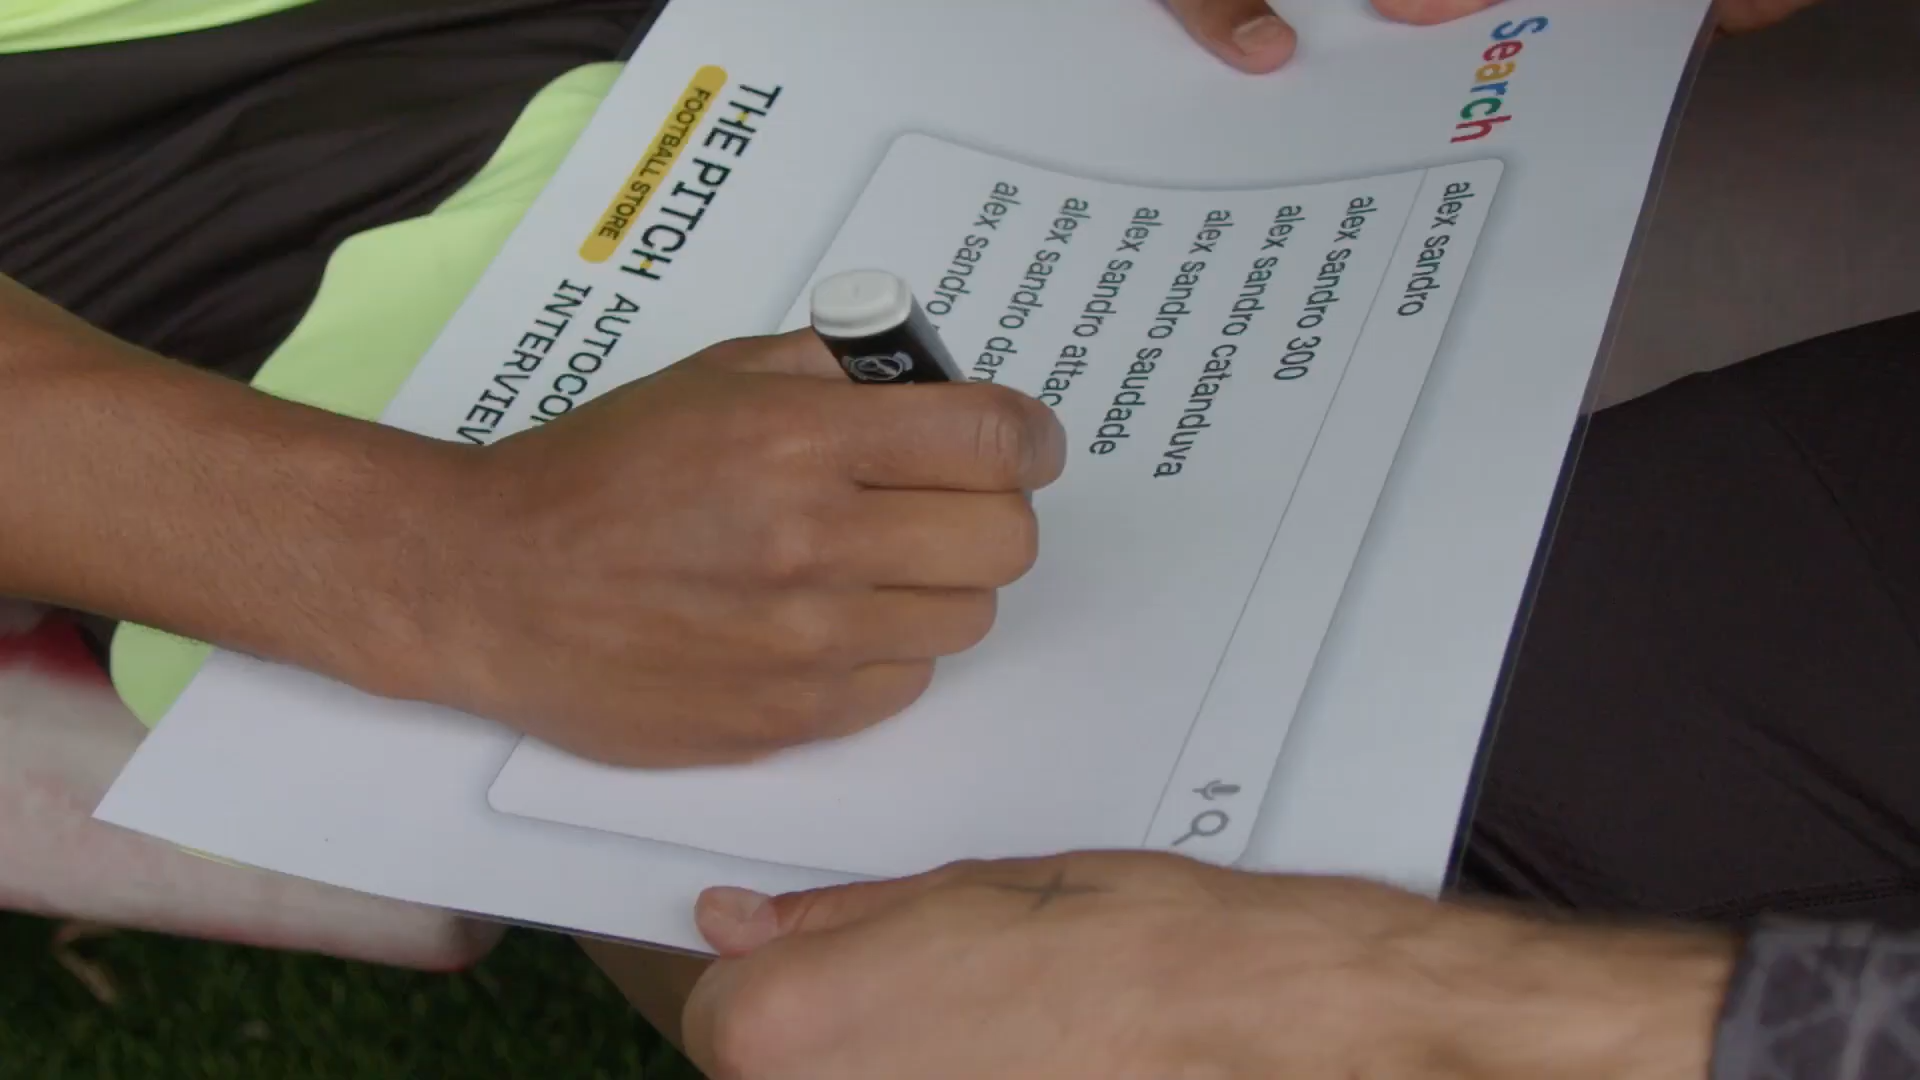 Search
alex sandro
alex sandro 300
alex sandro catanduva
alex sandro saudade
alex sandro
alex sandro
alex sandro
THE PITCH
FOOTBALL STORE